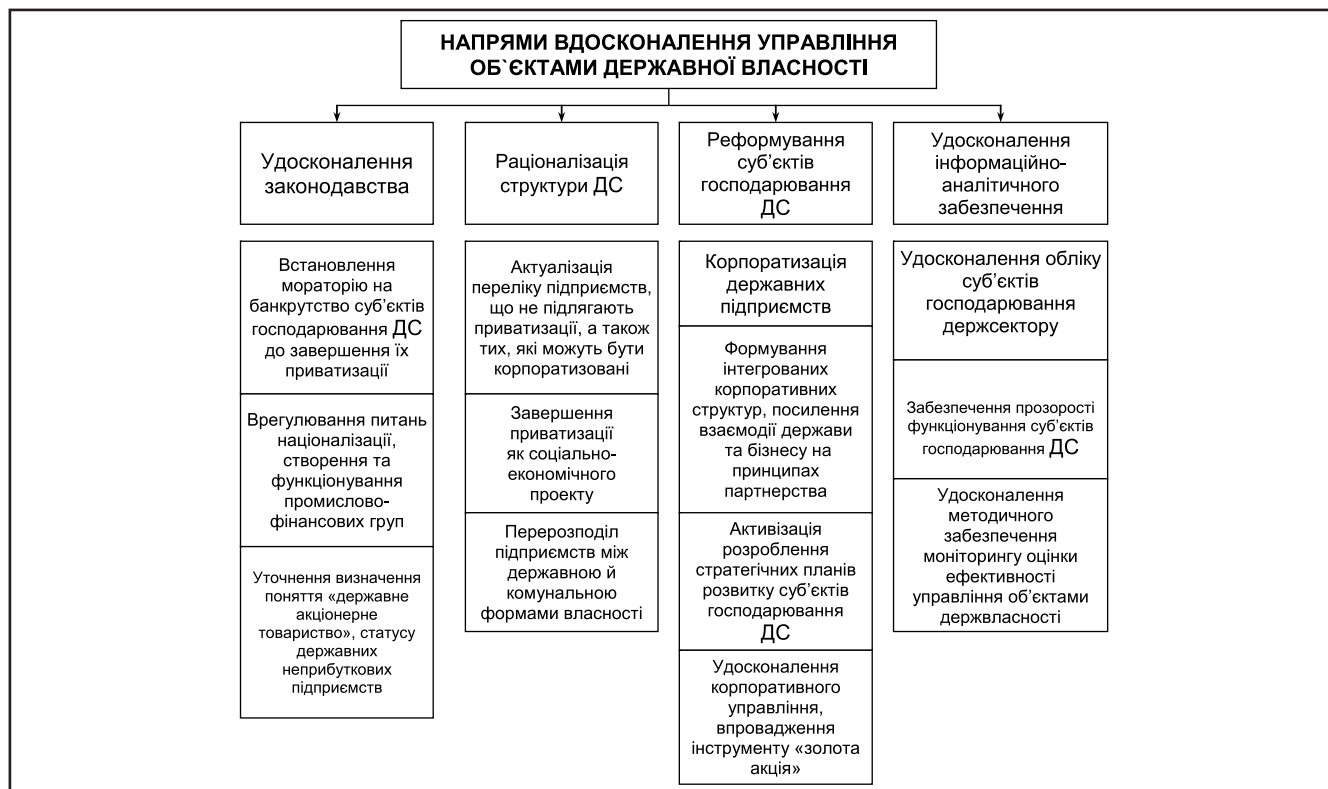 НАПРЯМИ ВДОСКОНАЛЕННЯ УПРАВЛІННЯ
ОБ`ЄКТАМИ ДЕРЖАВНОЇ ВЛАСНОСТІ
Удосконалення
законодавства
Раціоналізація
структури ДС
Реформування
суб’єктів
господарювання
ДС
Удосконалення
інформаційно-
аналітичного
забезпечення
Встановлення
мораторію на
банкрутство суб’єктів
господарювання ДС
до завершення їх
приватизації
Врегулювання питань
націоналізації,
створення та
функціонування
промислово-
фінансових груп
Уточнення визначення
поняття «державне
акціонерне
товариство», статусу
державних
неприбуткових
підприємств
Актуалізація
переліку підприємств,
що не підлягають
приватизації, а також
тих, які можуть бути
корпоратизовані
Завершення
приватизації
як соціально-
економічного
проекту
Перерозподіл
підприємств між
державною й
комунальною
формами власності
Корпоратизація
державних
підприємств
Формування
інтегрованих
корпоративних
структур, посилення
взаємодії держави
та бізнесу на
принципах
партнерства
Активізація
розроблення
стратегічних планів
розвитку суб’єктів
господарювання
ДС
Удосконалення
корпоративного
управління,
впровадження
інструменту «золота
акція»
Удосконалення обліку
суб’єктів
господарювання
держсектору
Забезпечення прозорості
функціонування суб’єктів
господарювання ДС
Удосконалення
методичного
забезпечення
моніторингу оцінки
ефективності
управління об’єктами
держвласності